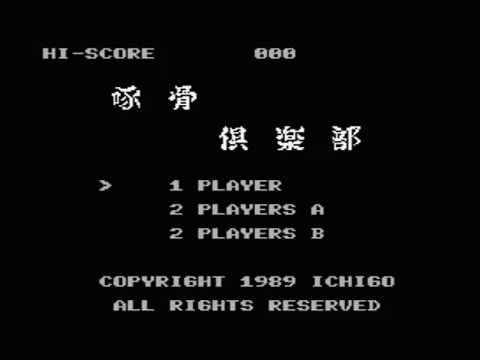 HI-SCORE 000
啄 骨
倶 楽 部
> 1 PLAYER
2 PLAYERS A
2 PLAYERS B
COPYRIGHT 1989 ICHIGO
ALL RIGHTS RESERVED